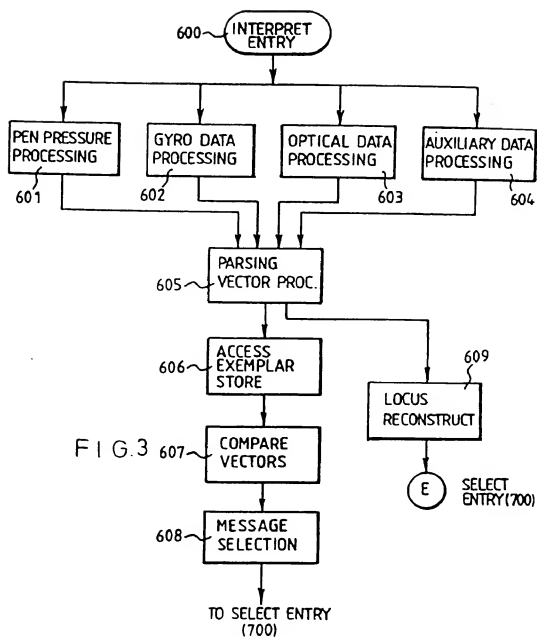 600
INTERPRET
ENTRY
PEN PRESSURE
PROCESSING
601
GYRO DATA
PROCESSING
602
OPTICAL DATA
PROCESSING
603
AUXILIARY DATA
PROCESSING
604
PARSING
VECTOR PROC.
605
ACCESS
EXEMPLAR
STORE
606
609
LOCUS
RECONSTRUCT
FIG.3
COMPARE
VECTORS
607
E
SELECT
ENTRY(700)
MESSAGE
SELECTION
608
TO SELECT ENTRY
(700)